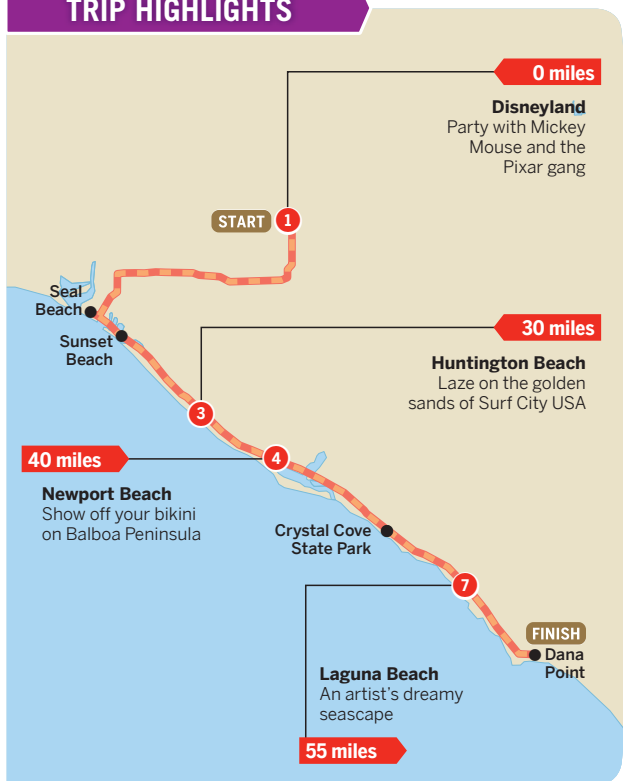 TRIP HIGHLIGHTS
0 miles
Disneyland
Party with Mickey
Mouse and the
Pixar gang
START
1
Seal
Beach
Sunset
Beach
30 miles
Huntington Beach
Laze on the golden
sands of Surf City USA
3
40 miles
4
Newport Beach
Show off your bikini
on Balboa Peninsula
Crystal Cove
State Park
7
FINISH
Dana
Point
Laguna Beach
An artist's dreamy
seascape
55 miles